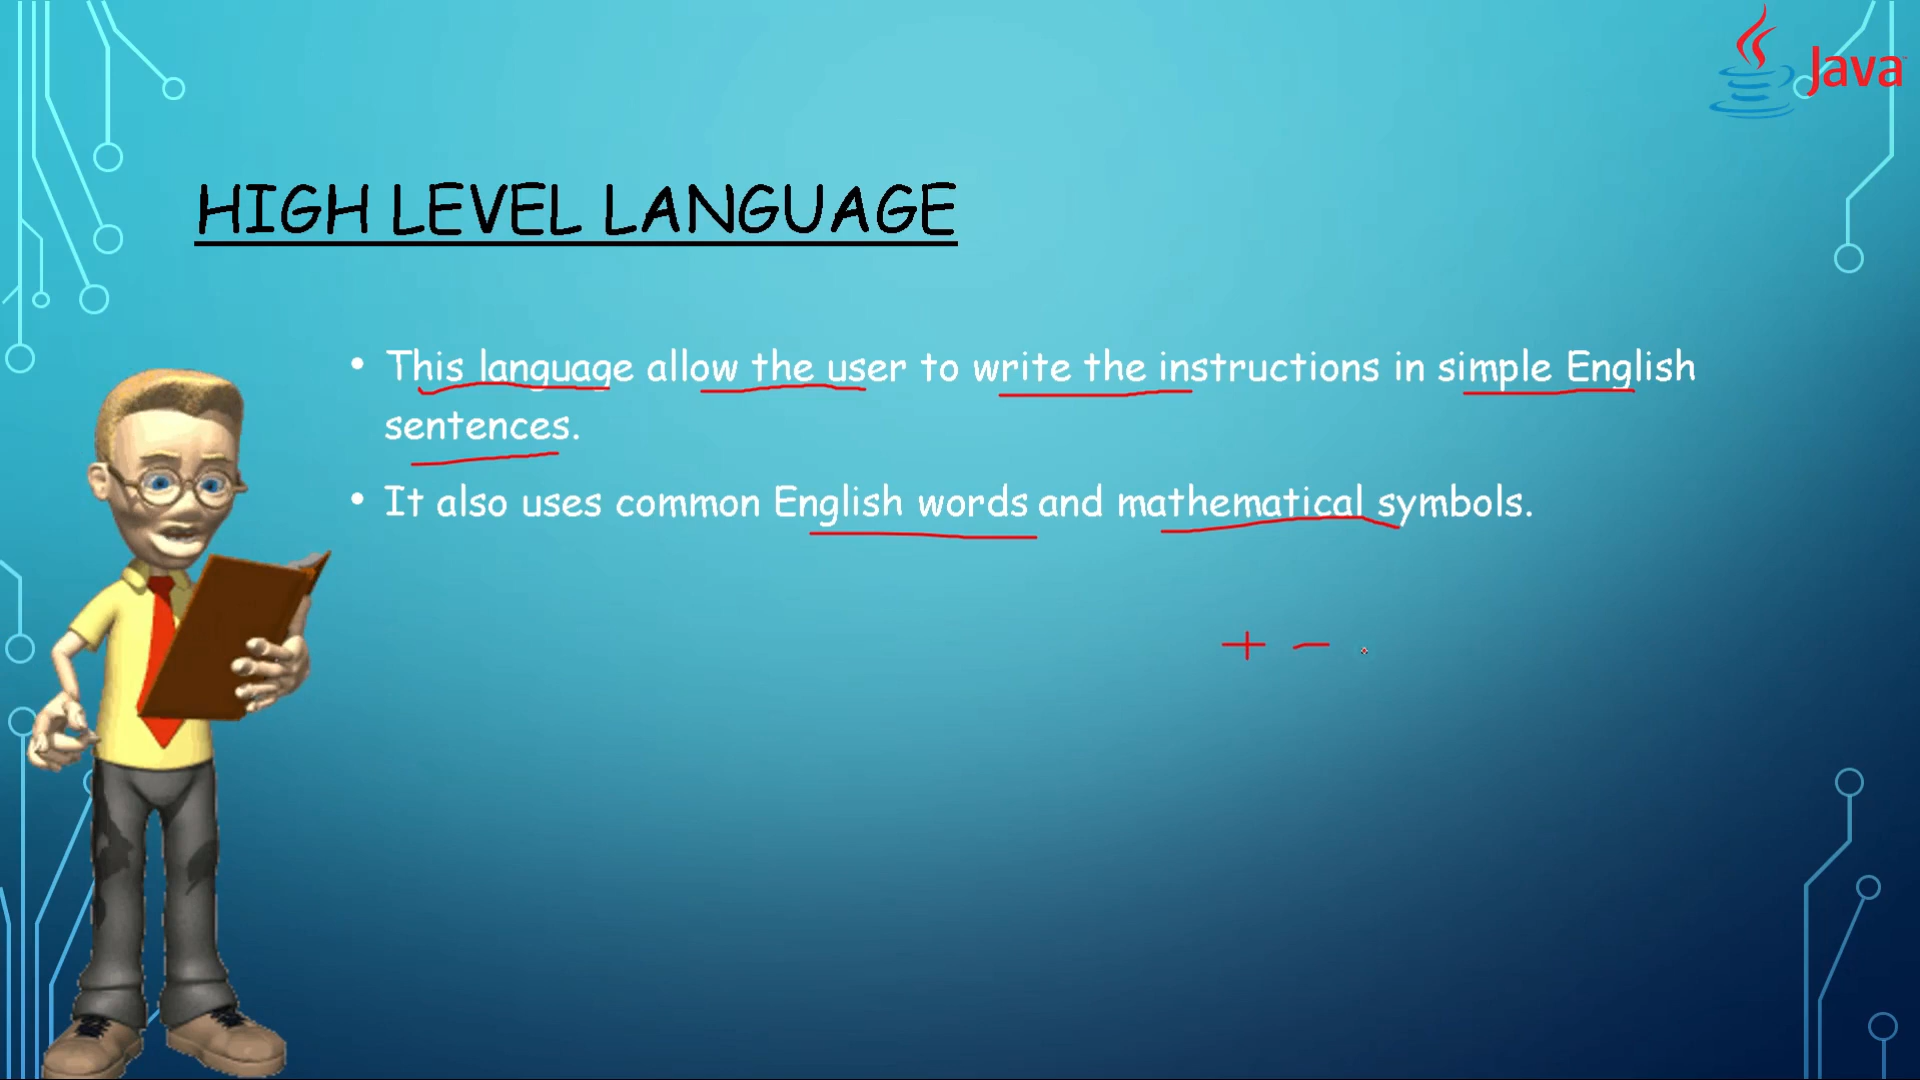 Java
HIGH LEVEL LANGUAGE
• This language allow the user to write the instructions in simple English
sentences.
• It also uses common English words and mathematical symbols.
+ -